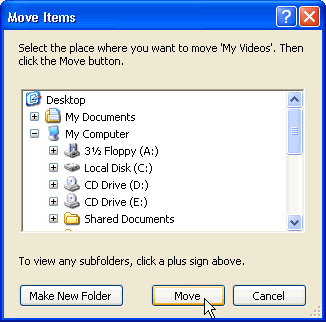 Move Items
Select the place where you want to move 'My Videos'. Then
click the Move button.
Desktop
My Documents
My Computer
3½ Floppy (A:)
Local Disk (C:)
CD Drive (D:)
CD Drive (E:)
Shared Documents
To view any subfolders, click a plus sign above.
Make New Folder
Move
Cancel